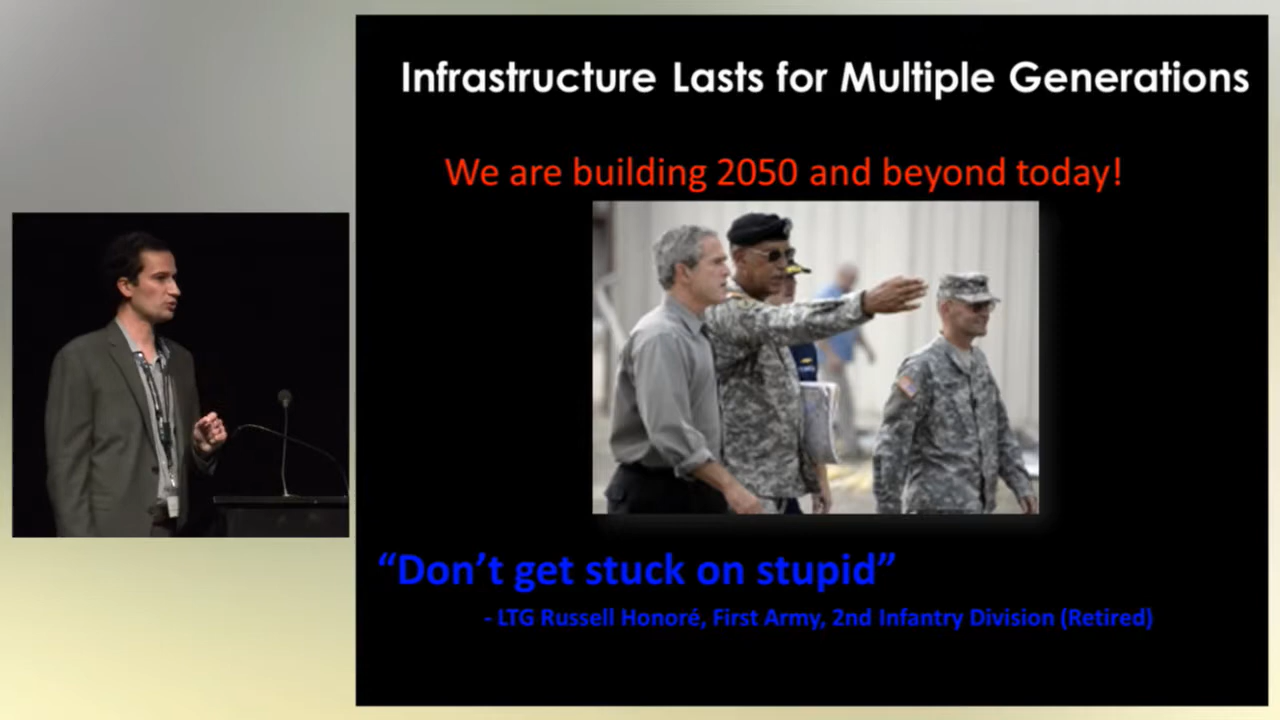 Infrastructure Lasts for Multiple Generations
We are building 2050 and beyond today!
“Don’t get stuck on stupid”
- LTG Russell Honoré, First Army, 2nd Infantry Division (Retired)